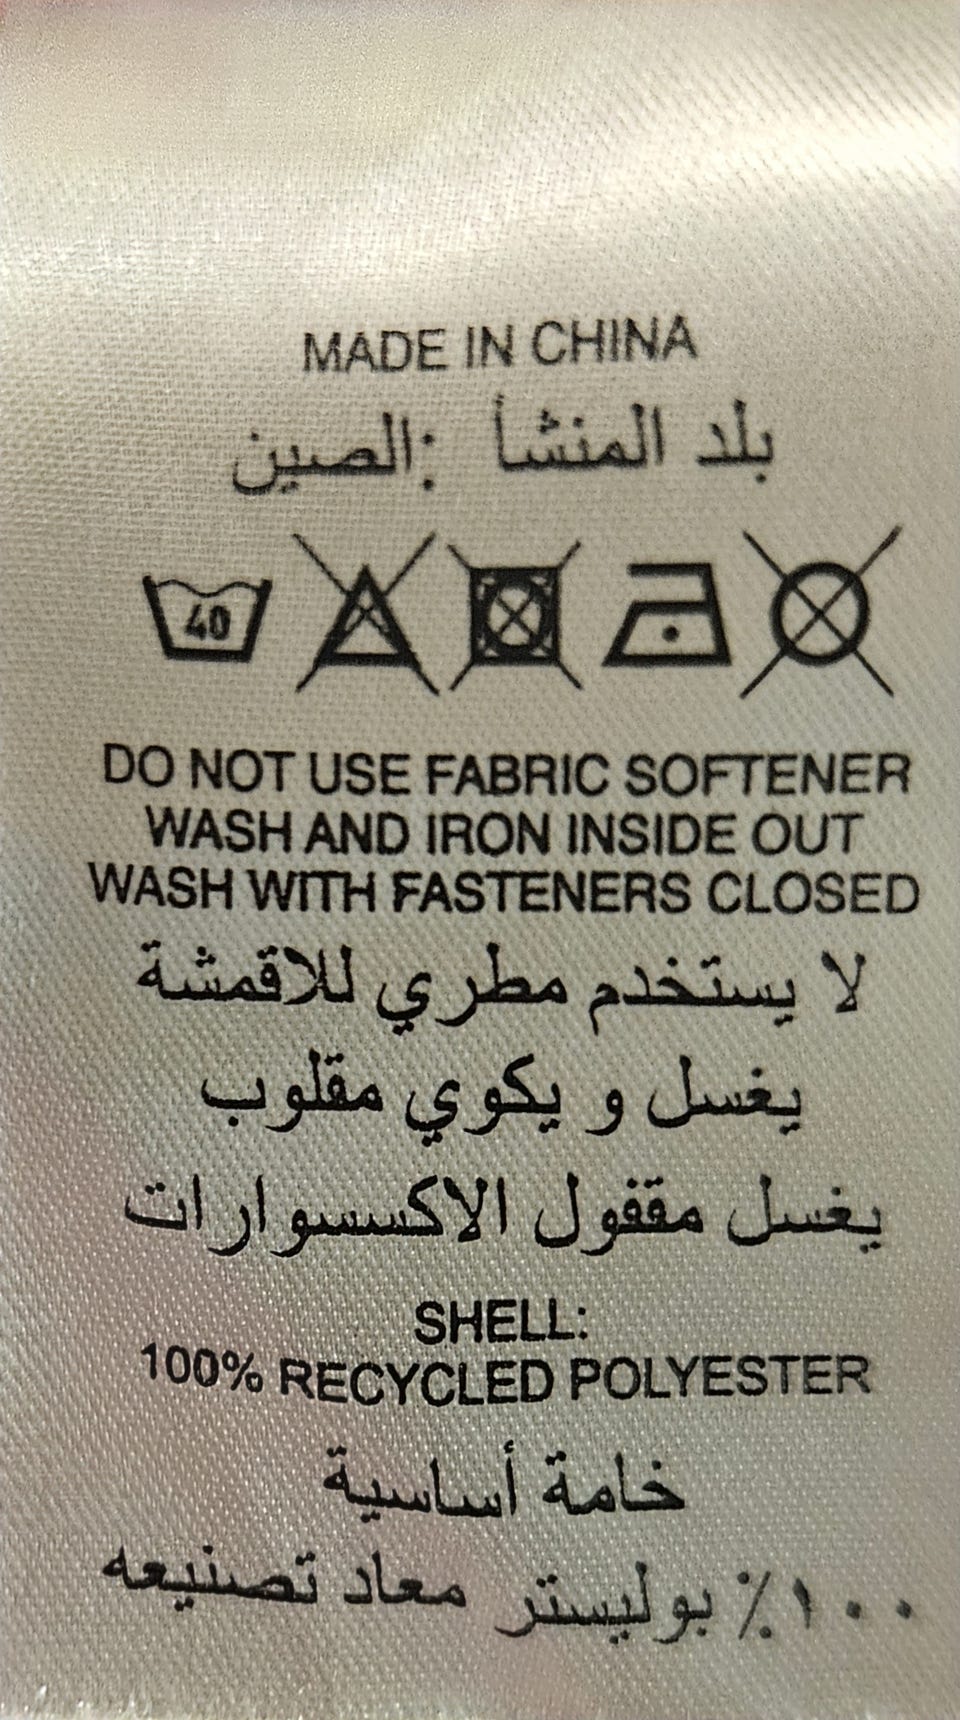 MADE IN CHINA
بلد المنشأ :الصين
40
DO NOT USE FABRIC SOFTENER
WASH AND IRON INSIDE OUT
WASH WITH FASTENERS CLOSED
لا يستخدم مطري للاقمشة
يغسل و يكوي مقلوب
يغسل مقفول الاكسسوارات
SHELL:
100% RECYCLED POLYESTER
خامة أساسية
١٠٠٪ بوليستر معاد تصنيعه